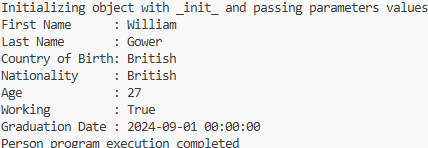 Initializing object with _init_ and passing parameters values
First Name      : William
Last Name       : Gower
Country of Birth: British
Nationality     : British
Age             : 27
Working         : True
Graduation Date : 2024-09-01 00:00:00
Person program execution completed